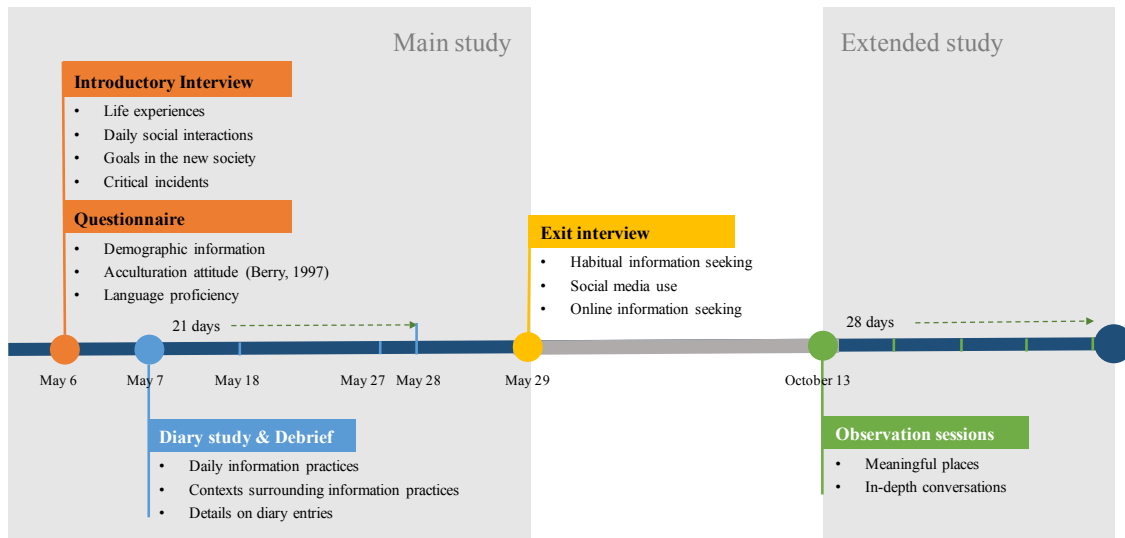 Main study
Extended study
Introductory Interview
• Life experiences
• Daily social interactions
• Goals in the new society
• Critical incidents
Questionnaire
• Demographic information
• Acculturation attitude (Berry, 1997)
• Language proficiency
Exit interview
• Habitual information seeking
• Social media use
• Online information seeking
21 days
28 days
May 6
May 7
May 18
May 27
May 28
May 29
October 13
Diary study & Debrief
• Daily information practices
• Contexts surrounding information practices
• Details on diary entries
Observation sessions
• Meaningful places
• In-depth conversations